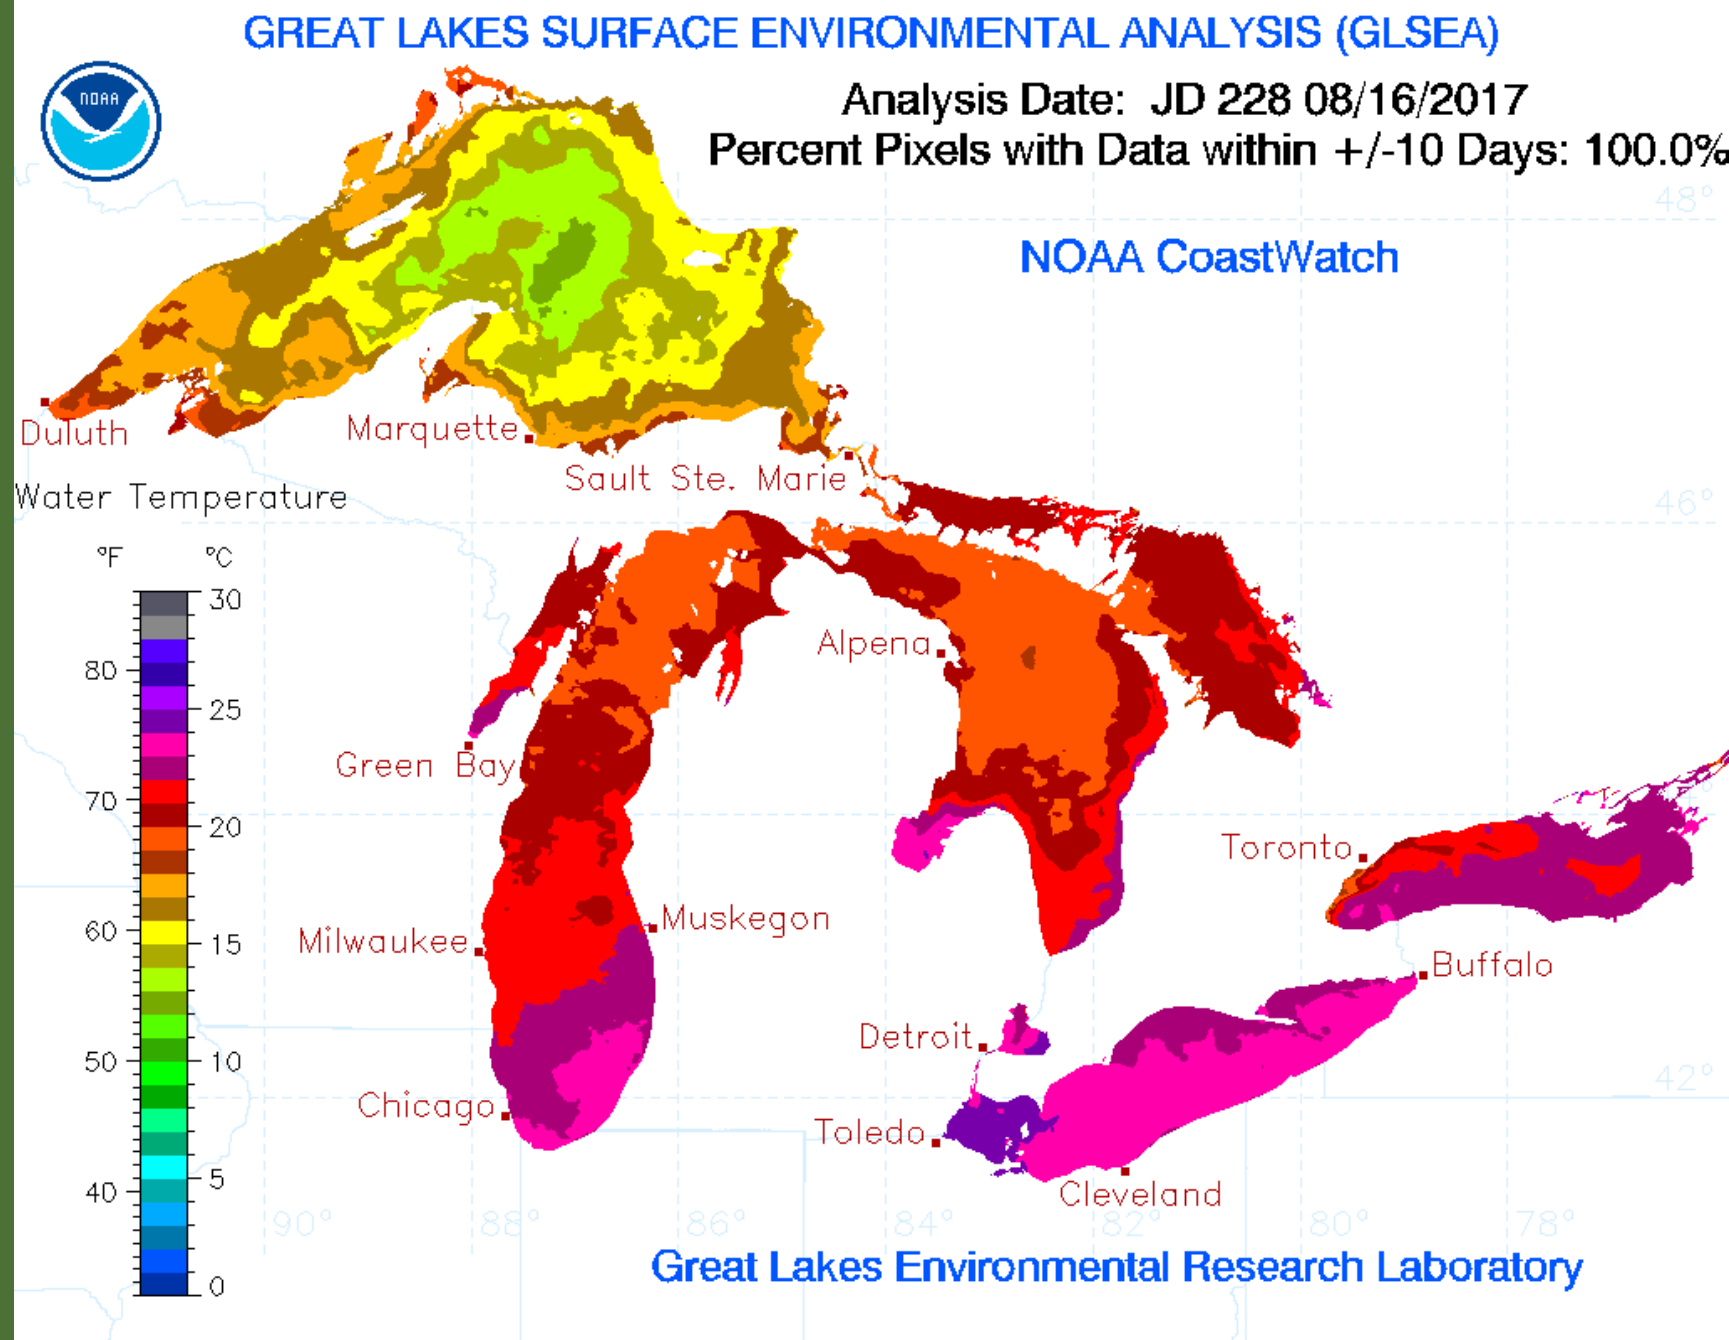 GREAT LAKES SURFACE ENVIRONMENTAL ANALYSIS (GLSEA)
NOAA
Analysis Date: JD 228 08/16/2017
Percent Pixels with Data within +/-10 Days: 100.0%
48°
NOAA CoastWatch
Duluth
Marquette
Sault Ste. Marie
Water Temperature
46°
°F °C
30
Alpena
80
25
Green Bay
70
20
Toronto
Muskegon
60
Milwaukee
15
Buffalo
Detroit
50
10
42°
Chicago
Toledo
5
40
Cleveland
90° 88° 86° 84° 82° 80° 78°
Great Lakes Environmental Research Laboratory
0